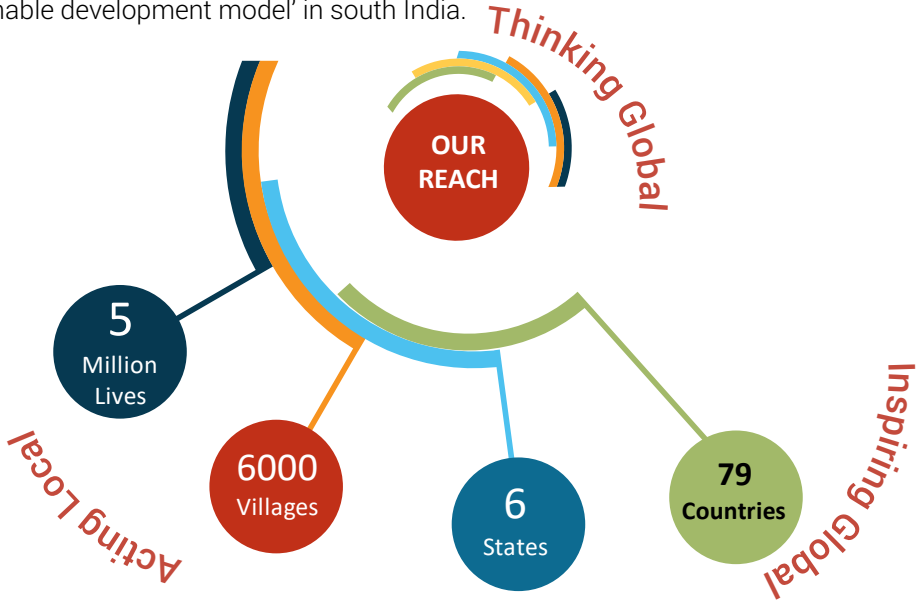 nable development model’ in south India.
Thinking Global
OUR
REACH
5
Million
Lives
6000
Villages
6
States
79
Countries
Acting Local
Inspiring Global